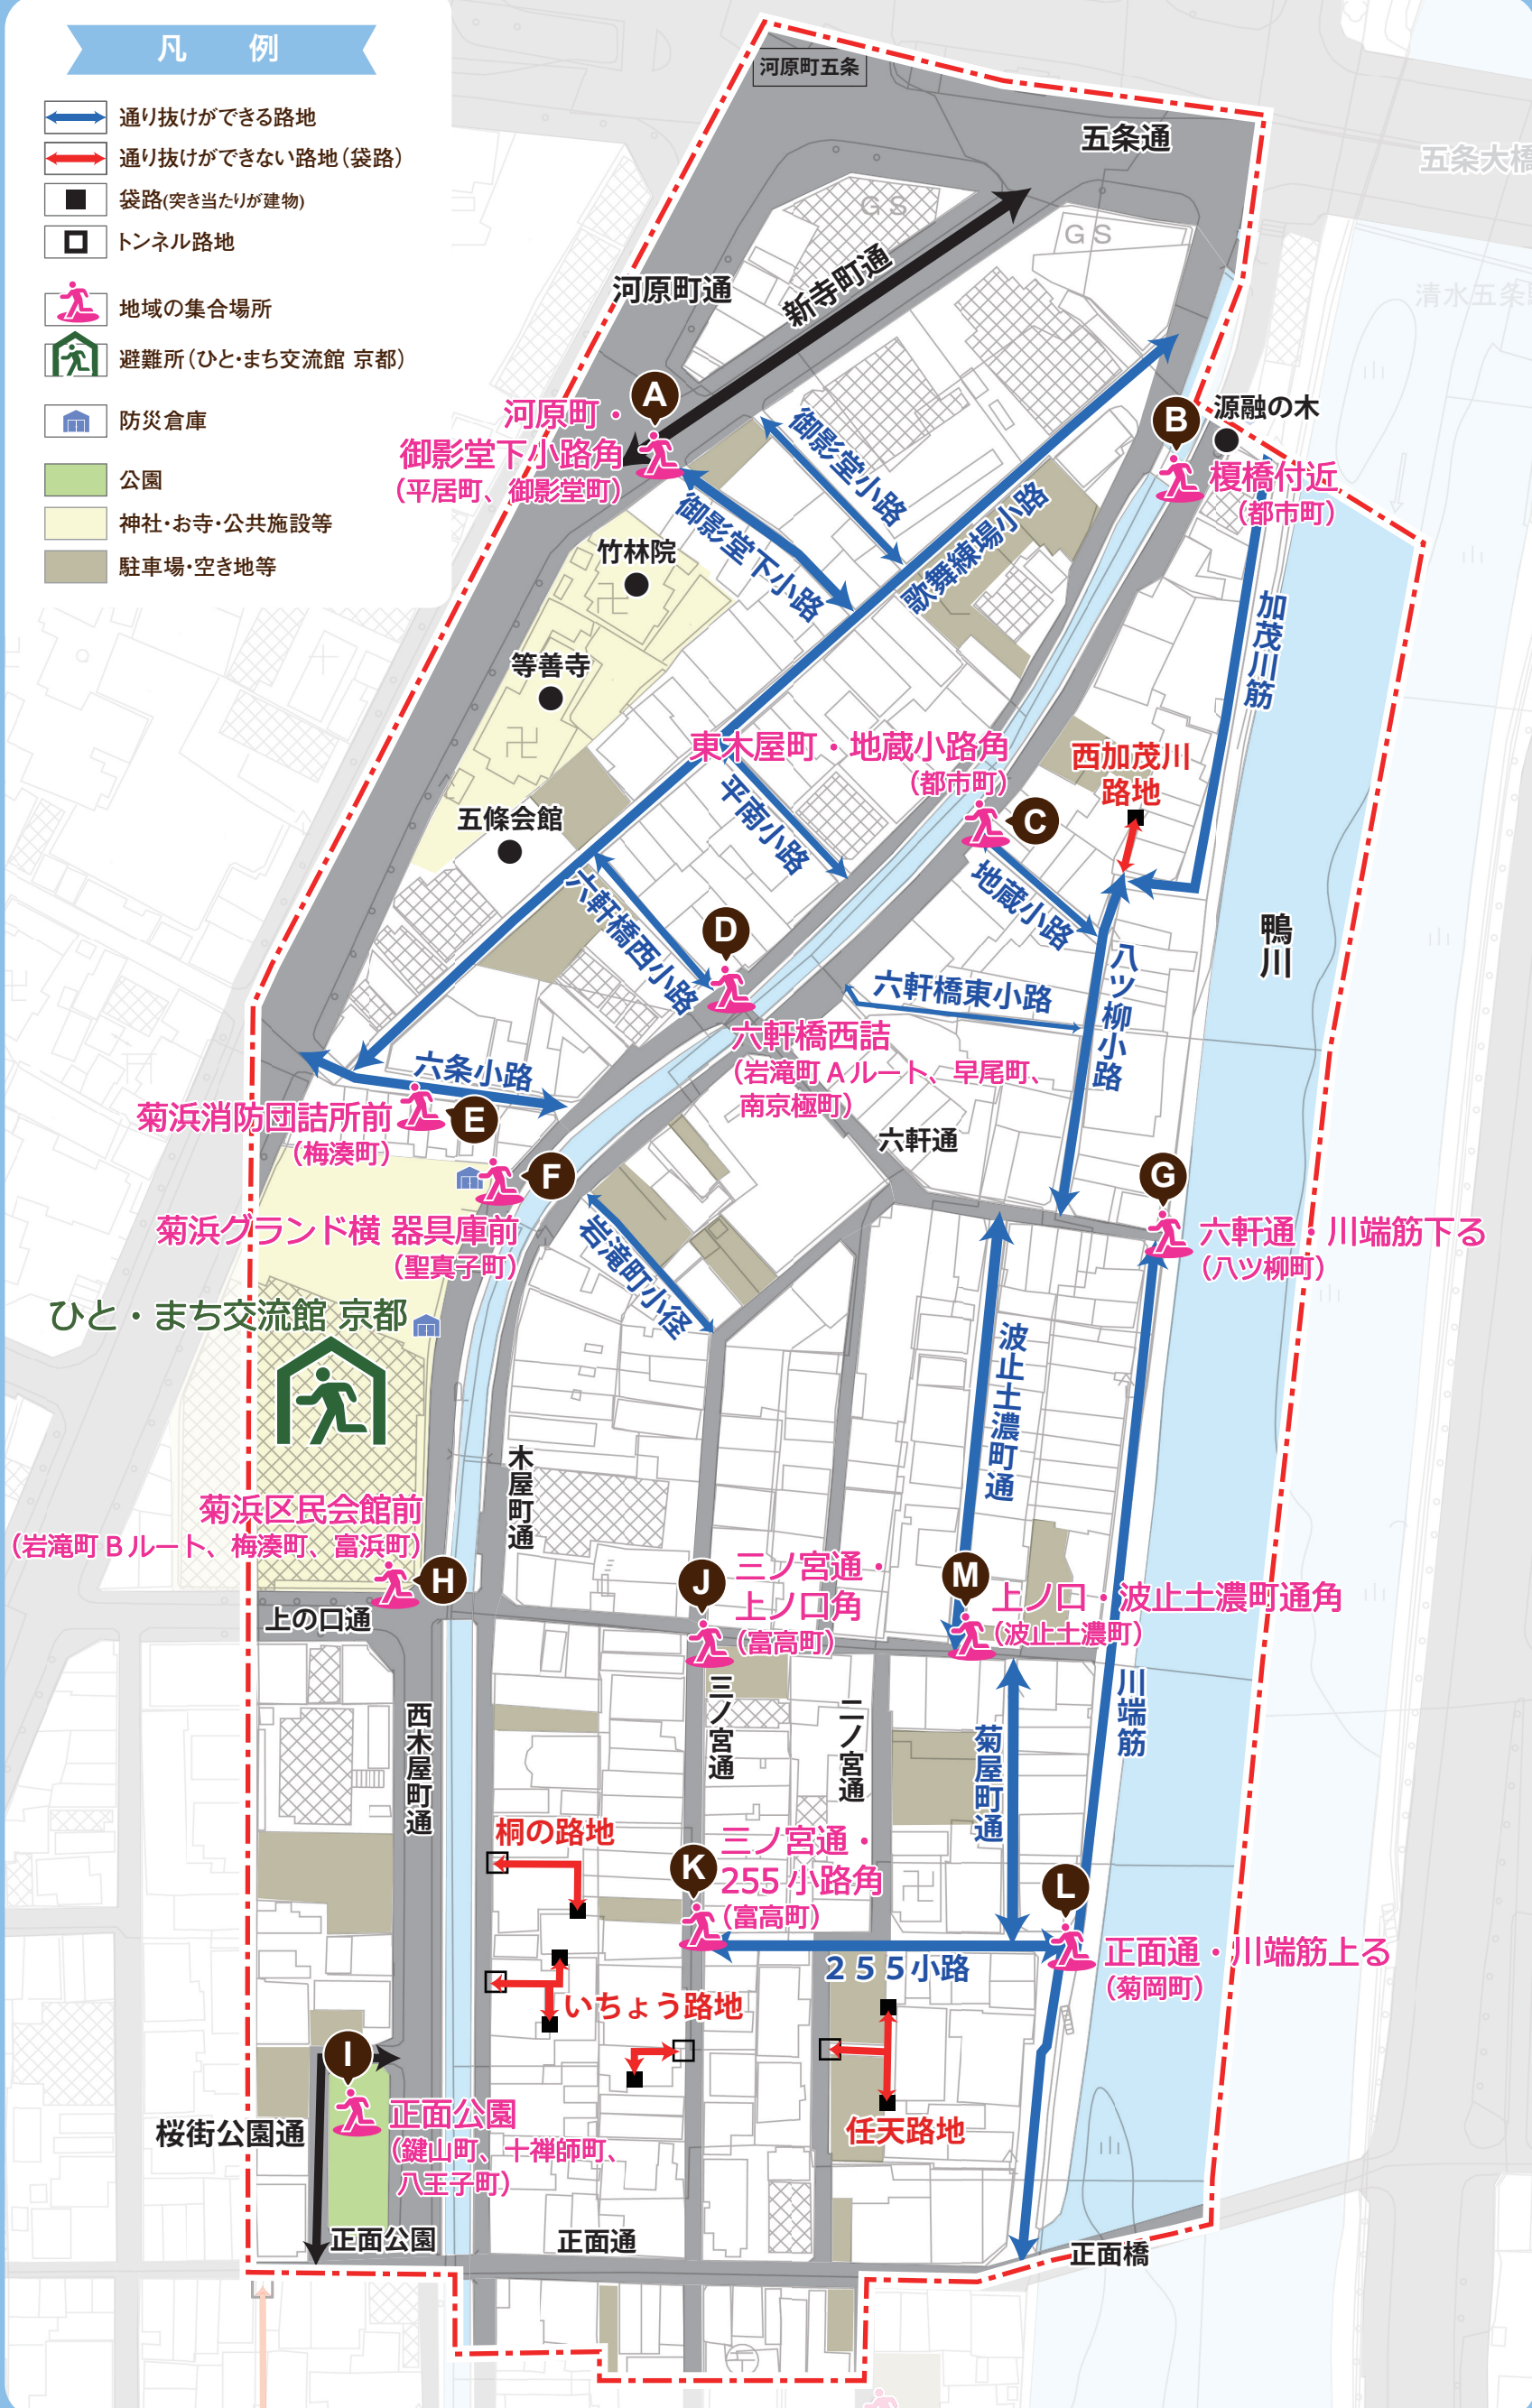 凡 例
通り抜けができる路地
通り抜けができない路地(袋路)
袋路(突き当たりが建物)
トンネル路地
地域の集合場所
避難所(ひと・まち交流館 京都)
防災倉庫
公園
神社・お寺・公共施設等
駐車場・空き地等
河原町五条
五条通
五条大橋
GS
GS
清水五条
河原町通
新寺町通
A
河原町・
御影堂下小路角
(平居町、御影堂町)
御影堂小路
御影堂下小路
歌舞練場小路
B
源融の木
榎橋付近
(都市町)
加茂川筋
竹林院
等善寺
五條会館
東木屋町・地蔵小路角
(都市町)
C
西加茂川
路地
平南小路
地蔵小路
六軒橋西小路
D
六軒橋西詰
(岩滝町 A ルート、早尾町、
南京極町)
六軒橋東小路
八ツ柳小路
鴨川
六条小路
菊浜消防団詰所前
(梅湊町)
E
F
菊浜グランド横 器具庫前
(聖真子町)
六軒通
G
六軒通・川端筋下る
(八ツ柳町)
岩滝町小径
ひと・まち交流館 京都
波止土濃町通
木屋町通
菊浜区民会館前
(岩滝町 B ルート、梅湊町、富浜町)
H
上の口通
J
三ノ宮通・
上ノ口角
(富高町)
M
上ノ口・波止土濃町通角
(波止土濃町)
西木屋町通
三ノ宮通
二ノ宮通
菊屋町通
川端筋
桐の路地
K
三ノ宮通・
255 小路角
(富高町)
L
正面通・川端筋上る
(菊岡町)
255小路
いちょう路地
任天路地
I
桜街公園通
正面公園
(鍵山町、十禅師町、
八王子町)
正面公園
正面通
正面橋